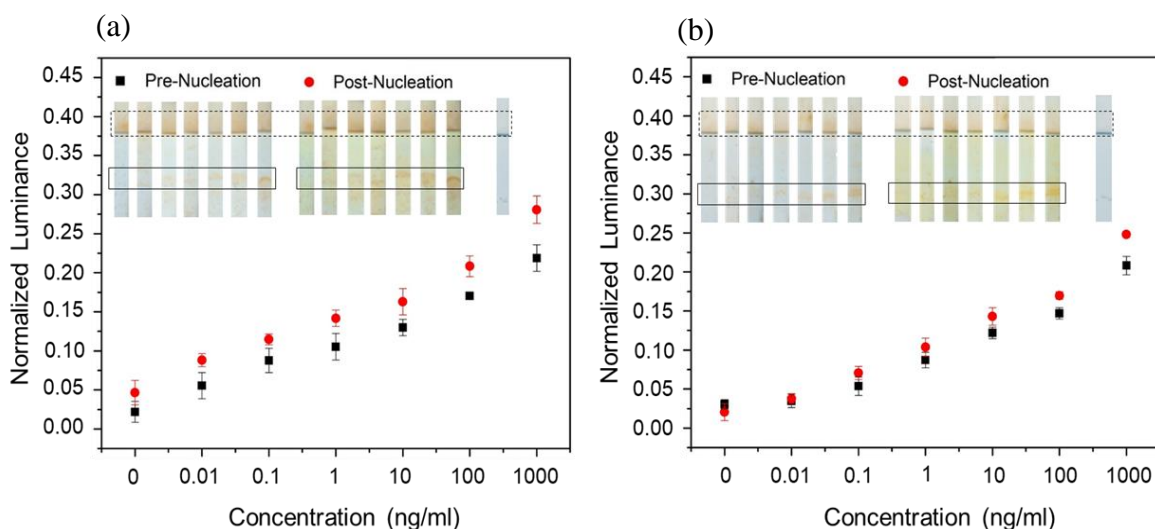 (a)
Pre-Nucleation Post-Nucleation
0.45
0.40
0.35
0.30
0.25
0.20
0.15
0.10
0.05
0.00
Normalized Luminance
0 0.01 0.1 1 10 100 1000
Concentration (ng/ml)
(b)
Pre-Nucleation Post-Nucleation
0.45
0.40
0.35
0.30
0.25
0.20
0.15
0.10
0.05
0.00
Normalized Luminance
0 0.01 0.1 1 10 100 1000
Concentration (ng/ml)